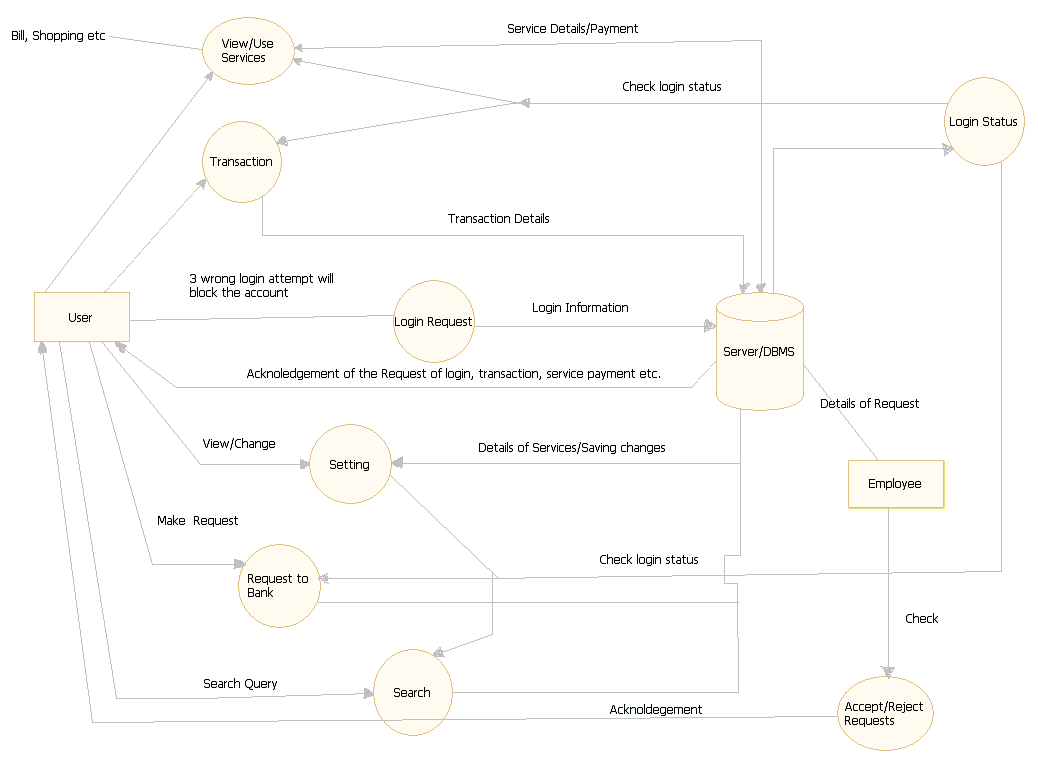 Service Details/Payment
Bill, Shopping etc
View/Use
Services
Check login status
Login Status
Transaction
Transaction Details
3 wrong login attempt will
block the account
Login Information
User
Login Request
Server/DBMS
Acknoledgement of the Request of login, transaction, service payment etc.
Details of Request
View/Change
Details of Services/Saving changes
Setting
Employee
Make  Request
Check login status
Request to
Bank
Check
Search Query
Search
Acknoldegement
Accept/Reject
Requests